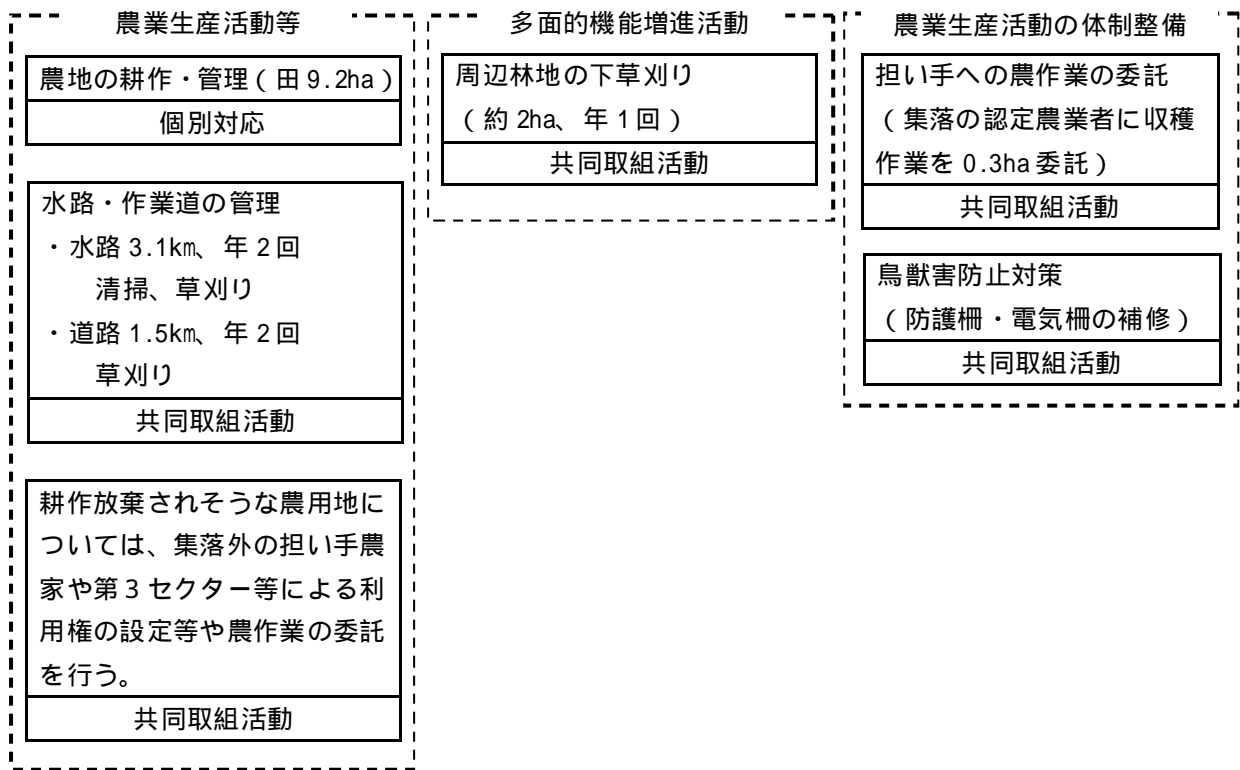 農業生産活動等
農地の耕作・管理(田9.2ha)
個別対応
水路・作業道の管理
・水路3.1km、年2回
清掃、草刈り
・道路1.5km、年2回
草刈り
共同取組活動
耕作放棄されそうな農用地に
ついては、集落外の担い手農
家や第3セクター等による利
用権の設定等や農作業の委託
を行う。
共同取組活動
多面的機能増進活動
周辺林地の下草刈り
(約2ha、年1回)
共同取組活動
農業生産活動の体制整備
担い手への農作業の委託
(集落の認定農業者に収穫
作業を0.3ha委託)
共同取組活動
鳥獣害防止対策
(防護柵・電気柵の補修)
共同取組活動